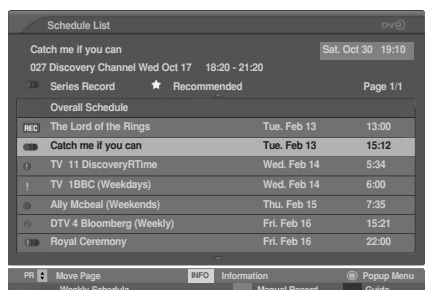 Schedule List DVB
Catch me if you can Sat. Oct 30 19:10
027 Discovery Channel Wed Oct 17 18:20 - 21:20
Series Record Recommended Page 1/1
Overall Schedule
REC The Lord of the Rings Tue. Feb 13 13:00
Catch me if you can Tue. Feb 13 15:12
TV 11 DiscoveryRTime Wed. Feb 14 5:34
! TV 1BBC (Weekdays) Wed. Feb 14 6:00
Ally Mcbeal (Weekends) Thu. Feb 15 7:35
DTV 4 Bloomberg (Weekly) Fri. Feb 16 15:21
Royal Ceremony Fri. Feb 16 22:00
PR Move Page INFO Information Popup Menu
Weekly Schedule Manual Record Guide